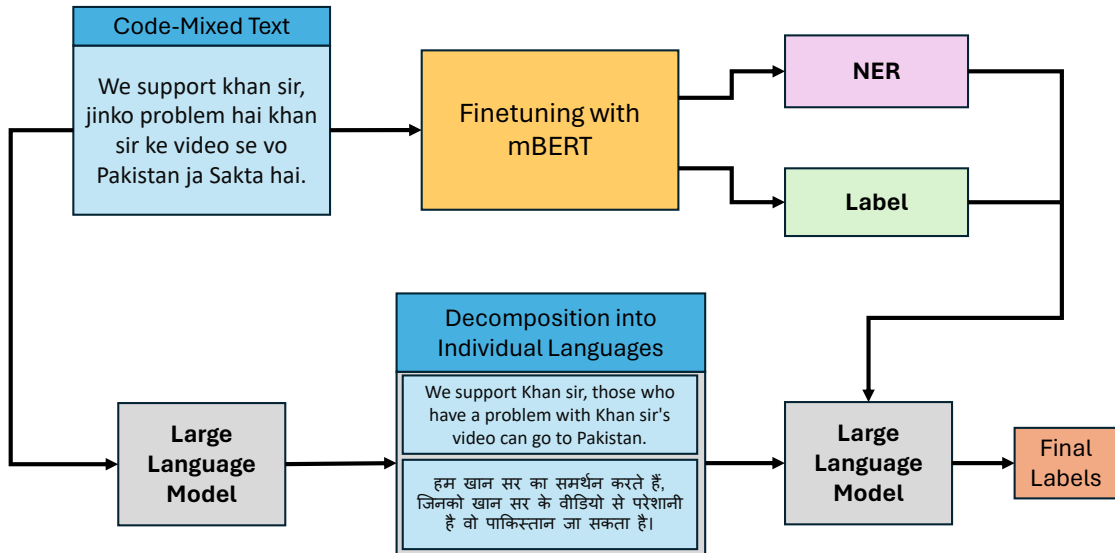 Code-Mixed Text
We support khan sir,
jinko problem hai khan
sir ke video se vo
Pakistan ja Sakta hai.
Finetuning with
mBERT
NER
Label
Large
Language
Model
Decomposition into
Individual Languages
We support Khan sir, those who
have a problem with Khan sir's
video can go to Pakistan.
हम खान सर का समर्थन करते हैं,
जिनको खान सर के वीडियो से परेशानी
है वो पाकिस्तान जा सकता है।
Large
Language
Model
Final
Labels